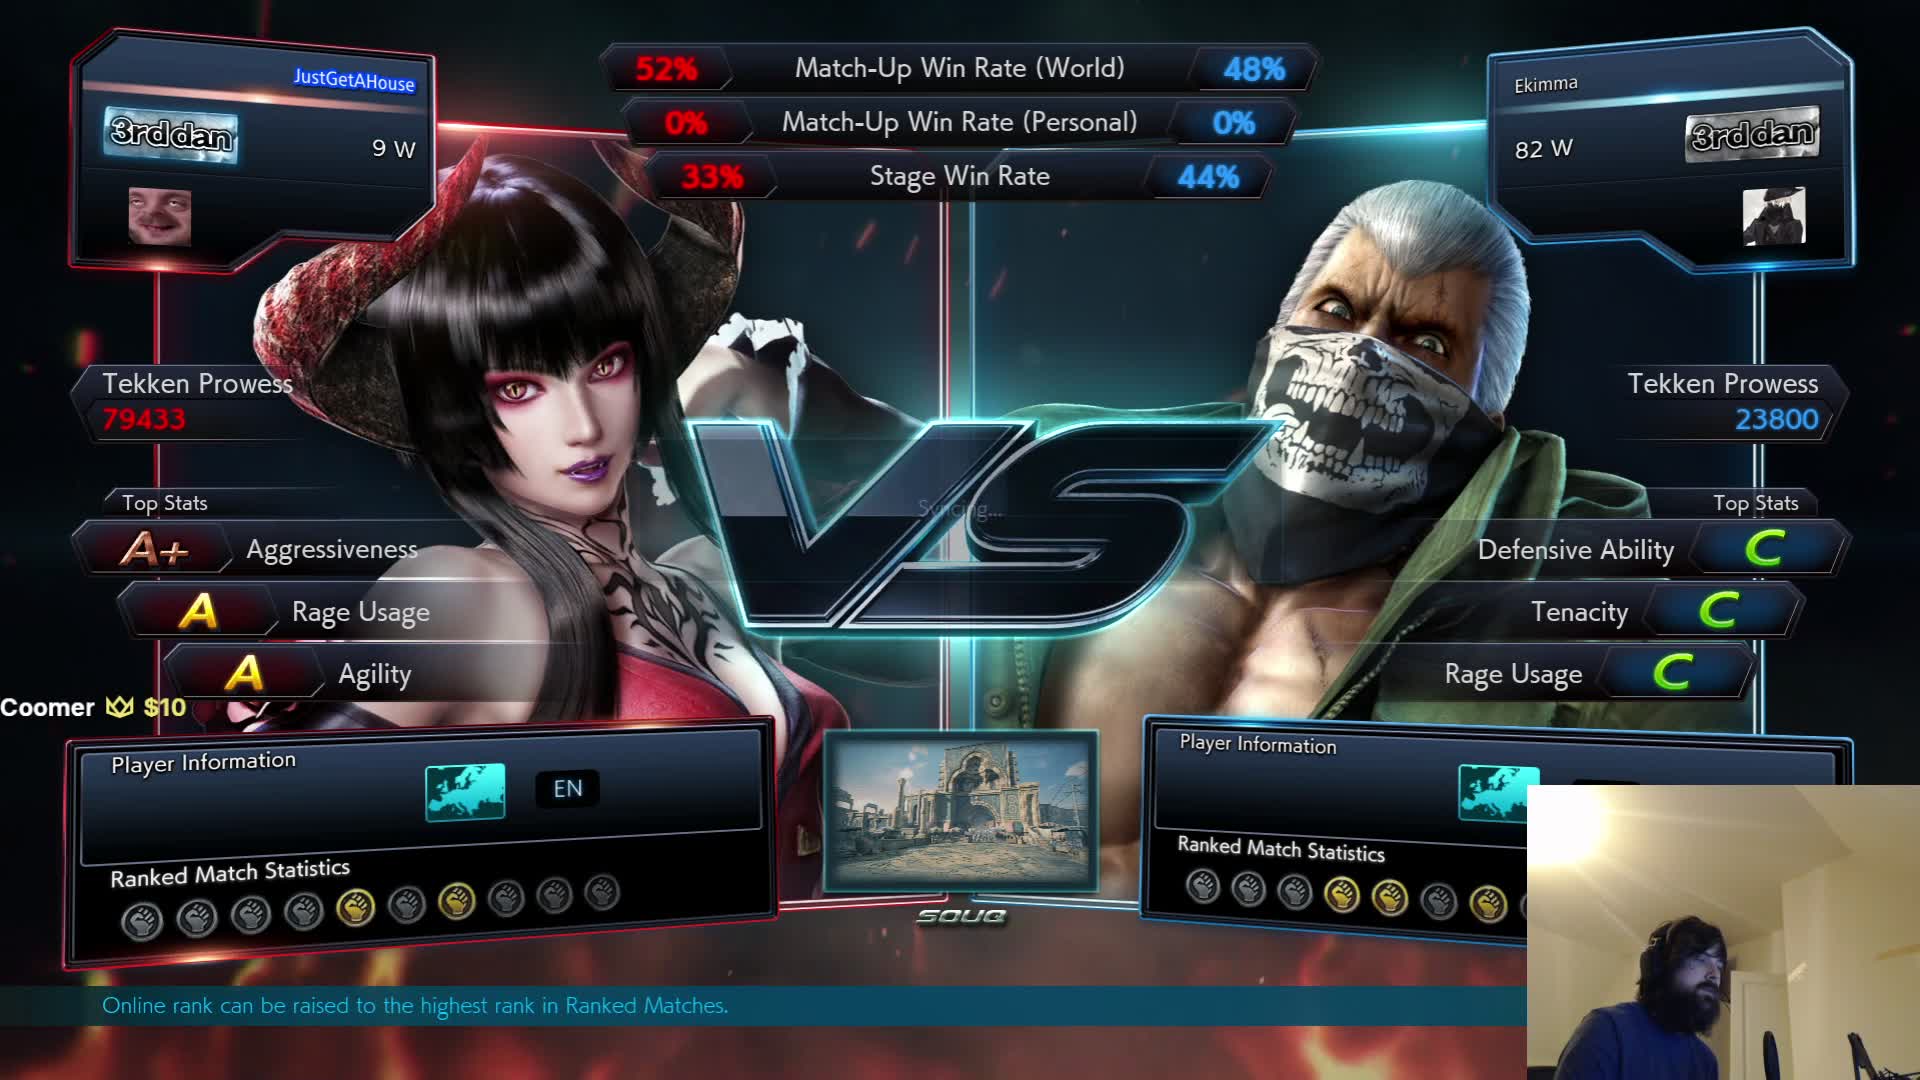 JustGetAHouse
3rd dan
9 W
52% Match-Up Win Rate (World) 48%
0% Match-Up Win Rate (Personal) 0%
33% Stage Win Rate 44%
Ekimma
82 W
3rd dan
Tekken Prowess
79433
Tekken Prowess
23800
VS
Syncing...
Top Stats
A+ Aggressiveness
A Rage Usage
A Agility
Top Stats
Defensive Ability C
Tenacity C
Rage Usage C
Coomer $10
Player Information
EN
Ranked Match Statistics
SOUQ
Player Information
Ranked Match Statistics
Online rank can be raised to the highest rank in Ranked Matches.